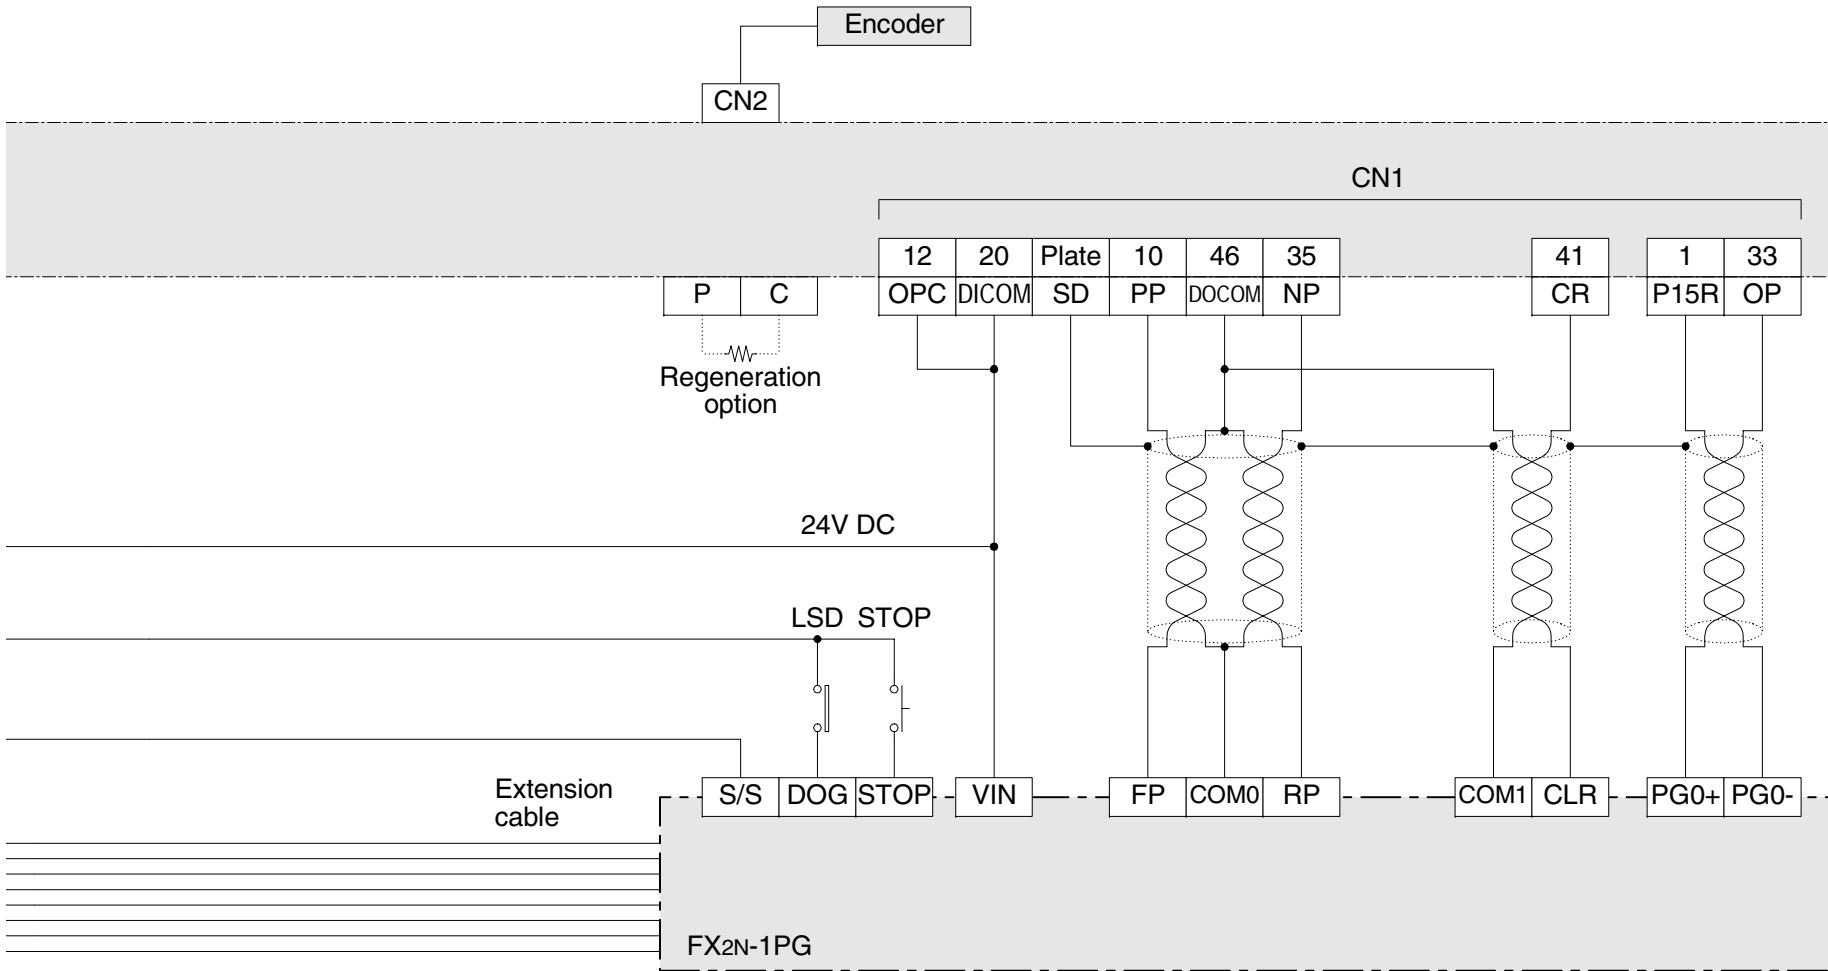 Encoder
CN2
CN1
12 20 Plate 10 46 35 41 1 33
P C OPC DICOM SD PP DOCOM NP CR P15R OP
Regeneration
option
24V DC
LSD STOP
Extension
cable
S/S DOG STOP VIN FP COM0 RP COM1 CLR PG0+ PG0-
FX2N-1PG